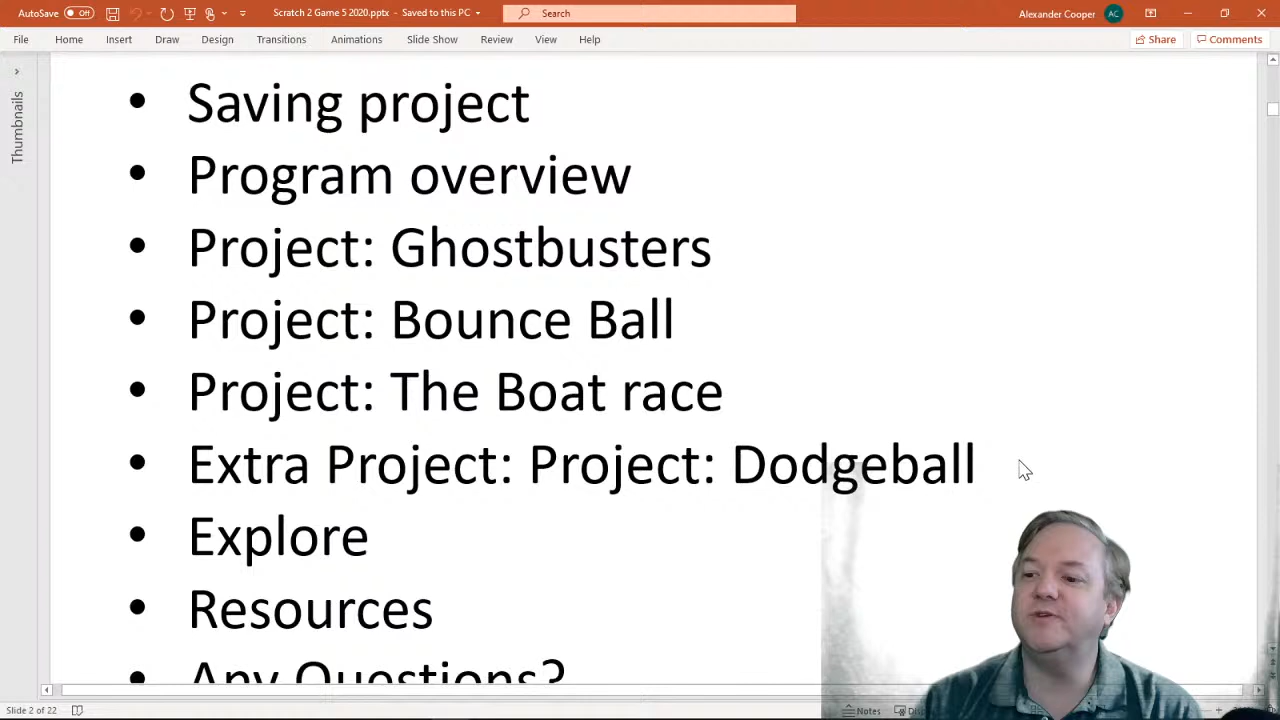 AutoSave Off Scratch 2 Game 5 2020.pptx - Saved to this PC Search Alexander Cooper AC
File Home Insert Draw Design Transitions Animations Slide Show Review View Help Share Comments
Thumbnails
• Saving project
• Program overview
• Project: Ghostbusters
• Project: Bounce Ball
• Project: The Boat race
• Extra Project: Project: Dodgeball
• Explore
• Resources
• Any Questions?
Slide 2 of 22 Notes